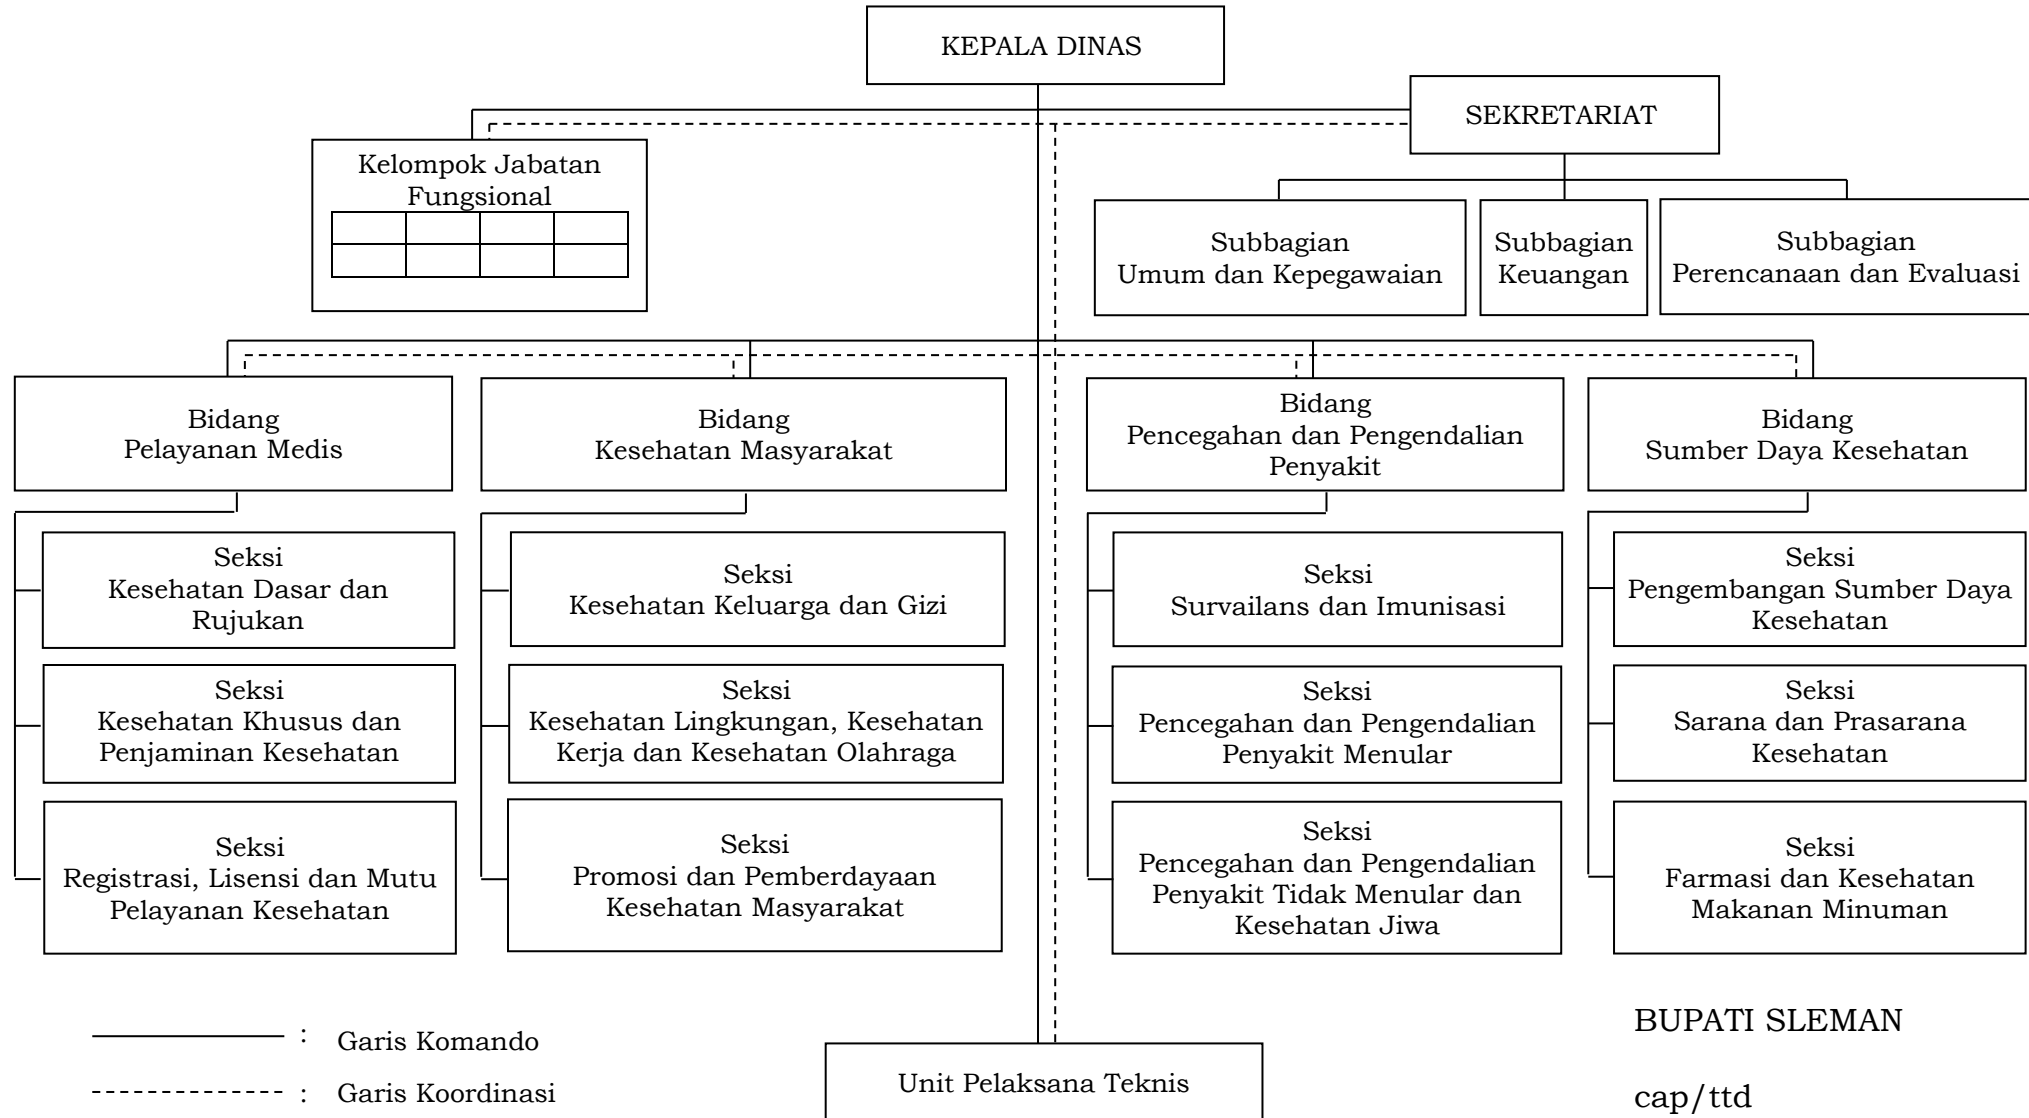 KEPALA DINAS
SEKRETARIAT
Kelompok Jabatan
Fungsional
Subbagian
Umum dan Kepegawaian
Subbagian
Keuangan
Subbagian
Perencanaan dan Evaluasi
Bidang
Pelayanan Medis
Bidang
Kesehatan Masyarakat
Bidang
Pencegahan dan Pengendalian
Penyakit
Bidang
Sumber Daya Kesehatan
Seksi
Kesehatan Dasar dan
Rujukan
Seksi
Kesehatan Keluarga dan Gizi
Seksi
Survailans dan Imunisasi
Seksi
Pengembangan Sumber Daya
Kesehatan
Seksi
Kesehatan Khusus dan
Penjaminan Kesehatan
Seksi
Kesehatan Lingkungan, Kesehatan
Kerja dan Kesehatan Olahraga
Seksi
Pencegahan dan Pengendalian
Penyakit Menular
Seksi
Sarana dan Prasarana
Kesehatan
Seksi
Registrasi, Lisensi dan Mutu
Pelayanan Kesehatan
Seksi
Promosi dan Pemberdayaan
Kesehatan Masyarakat
Seksi
Pencegahan dan Pengendalian
Penyakit Tidak Menular dan
Kesehatan Jiwa
Seksi
Farmasi dan Kesehatan
Makanan Minuman
: Garis Komando
: Garis Koordinasi
Unit Pelaksana Teknis
BUPATI SLEMAN
cap/ttd